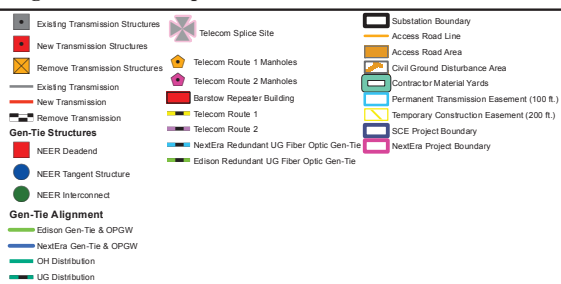 Existing Transmission Structures
New Transmission Structures
Remove Transmission Structures
Existing Transmission
New Transmission
Remove Transmission
Gen-Tie Structures
NEER Deadend
NEER Tangent Structure
NEER Interconnect
Gen-Tie Alignment
Edison Gen-Tie & OPGW
NextEra Gen-Tie & OPGW
OH Distribution
UG Distribution
Telecom Splice Site
Telecom Route 1 Manholes
Telecom Route 2 Manholes
Barstow Repeater Building
Telecom Route 1
Telecom Route 2
NextEra Redundant UG Fiber Optic Gen-Tie
Edison Redundant UG Fiber Optic Gen-Tie
Substation Boundary
Access Road Line
Access Road Area
Civil Ground Disturbance Area
Contractor Material Yards
Permanent Transmission Easement (100 ft.)
Temporary Construction Easement (200 ft.)
SCE Project Boundary
NextEra Project Boundary